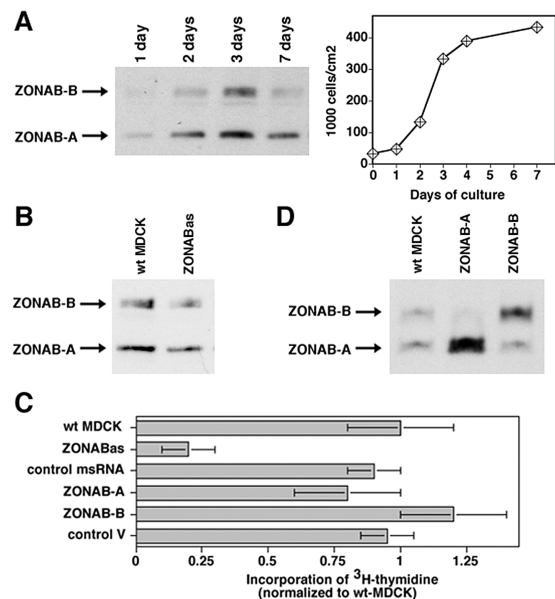 A
1 day
2 days
3 days
7 days
ZONAB-B
ZONAB-A
1000 cells/cm2
400
300
200
100
0
0 1 2 3 4 5 6 7
Days of culture
B
wt MDCK
ZONABas
ZONAB-B
ZONAB-A
D
wt MDCK
ZONAB-A
ZONAB-B
ZONAB-B
ZONAB-A
C
wt MDCK
ZONABas
control msRNA
ZONAB-A
ZONAB-B
control V
0 0.25 0.5 0.75 1 1.25
Incorporation of ³H-thymidine
(normalized to wt-MDCK)